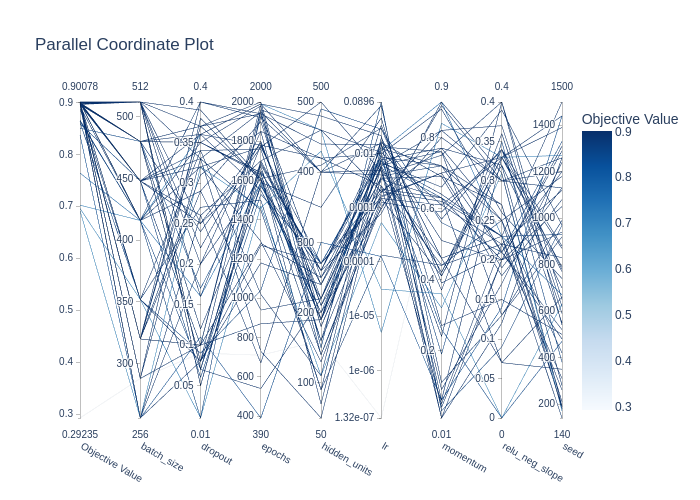 Parallel Coordinate Plot
0.90078 512 0.4 2000 500 0.0896 0.9 0.4 1500
Objective Value
0.9 0.8 0.7 0.6 0.5 0.4 0.3
500 450 400 350 300
0.4 0.35 0.3 0.25 0.2 0.15 0.1 0.05
2000 1800 1600 1400 1200 1000 800 600 400
500 400 300 200 100
0.01 0.001 0.0001 1e-05 1e-06
0.8 0.6 0.4 0.2
0.4 0.35 0.3 0.25 0.2 0.15 0.1 0.05 0
1400 1200 1000 800 600 400 200
0.9
0.8
0.7
0.6
0.5
0.4
0.3
0.29235 256 0.01 390 50 1.32e-07 0.01 0 140
Objective Value batch_size dropout epochs hidden_units lr momentum relu_neg_slope seed